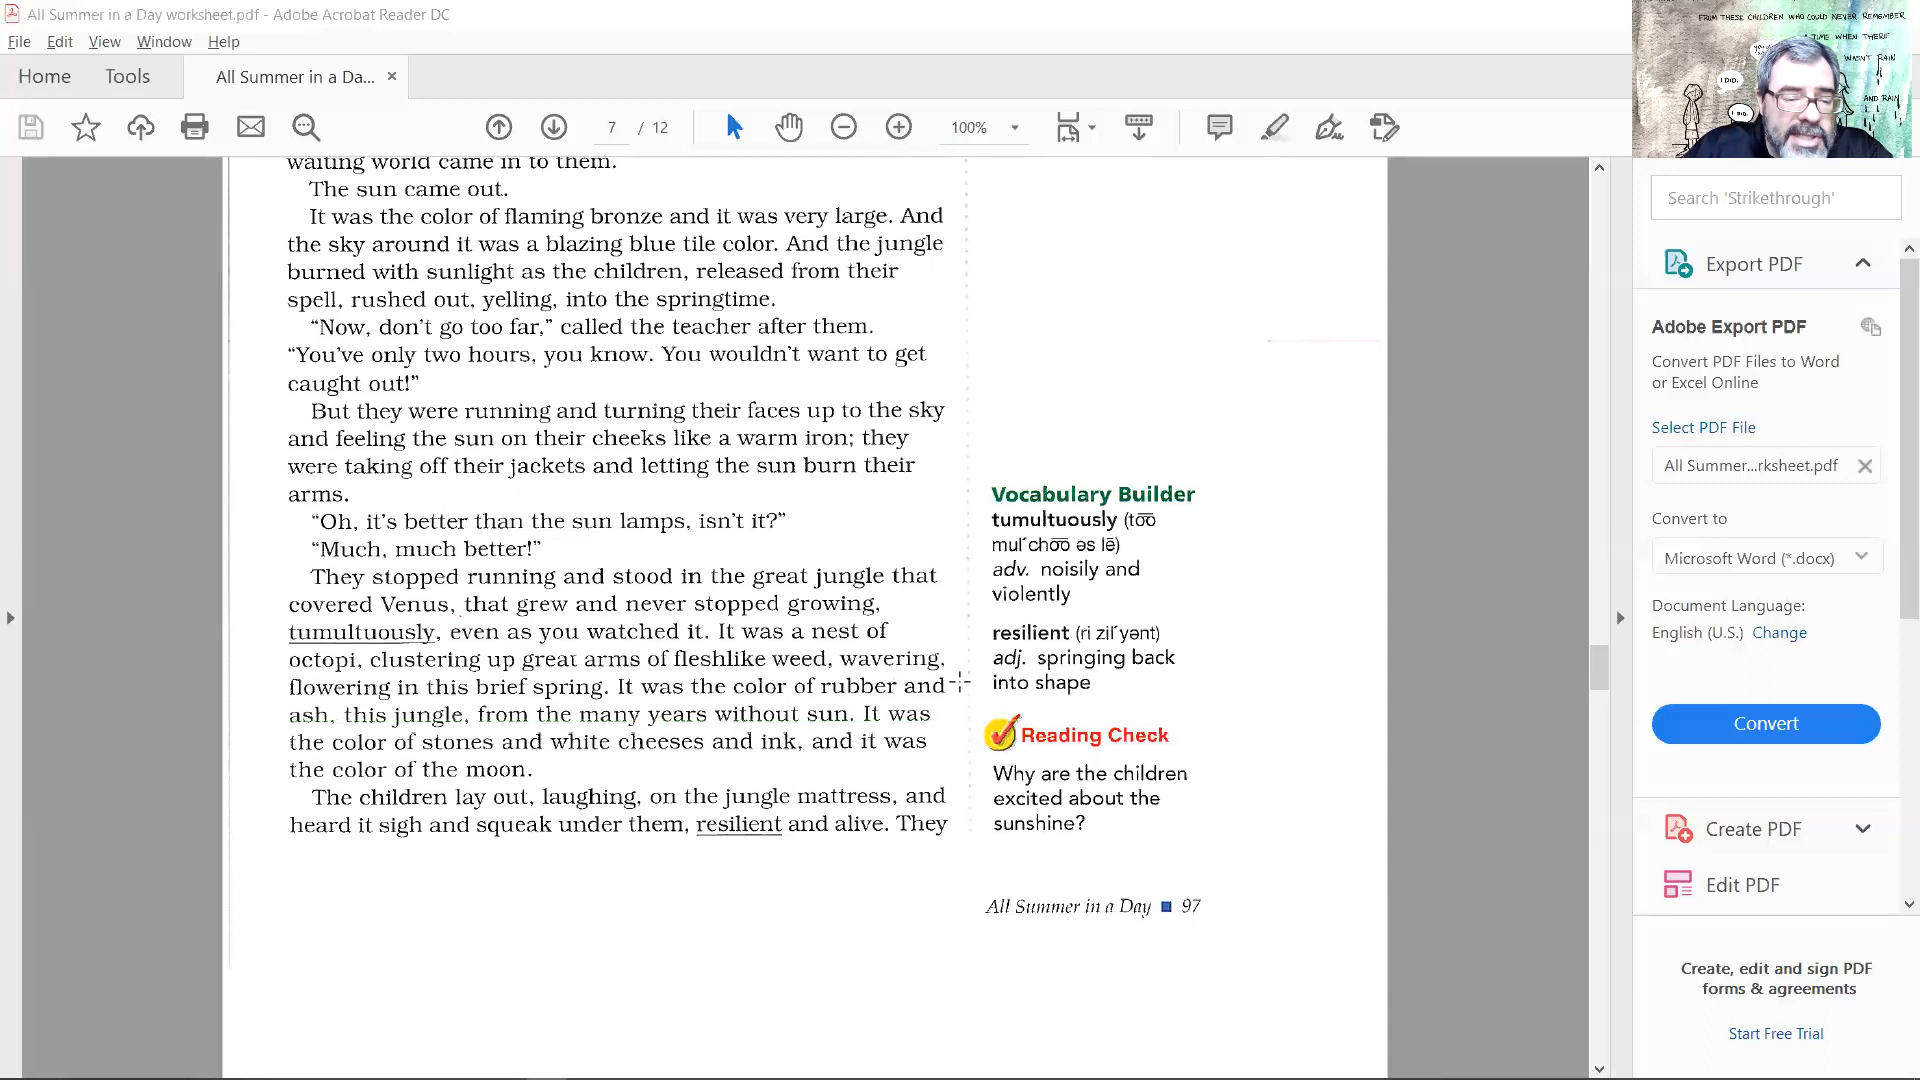 All Summer in a Day worksheet.pdf - Adobe Acrobat Reader DC
File Edit View Window Help
Home Tools All Summer in a Da... ×
7 / 12 100%
waiting world came in to them.
The sun came out.
It was the color of flaming bronze and it was very large. And
the sky around it was a blazing blue tile color. And the jungle
burned with sunlight as the children, released from their
spell, rushed out, yelling, into the springtime.
“Now, don’t go too far,” called the teacher after them.
“You’ve only two hours, you know. You wouldn’t want to get
caught out!”
But they were running and turning their faces up to the sky
and feeling the sun on their cheeks like a warm iron; they
were taking off their jackets and letting the sun burn their
arms.
“Oh, it’s better than the sun lamps, isn’t it?”
“Much, much better!”
They stopped running and stood in the great jungle that
covered Venus, that grew and never stopped growing,
tumultuously, even as you watched it. It was a nest of
octopi, clustering up great arms of fleshlike weed, wavering,
flowering in this brief spring. It was the color of rubber and
ash, this jungle, from the many years without sun. It was
the color of stones and white cheeses and ink, and it was
the color of the moon.
The children lay out, laughing, on the jungle mattress, and
heard it sigh and squeak under them, resilient and alive. They
Vocabulary Builder
tumultuously (to͞o
mul´cho͞o əs lē)
adv. noisily and
violently
resilient (ri zil´yənt)
adj. springing back
into shape
Reading Check
Why are the children
excited about the
sunshine?
All Summer in a Day ■ 97
FROM THESE CHILDREN WHO COULD NEVER REMEMBER
A TIME WHEN THERE
WASN'T RAIN
AND RAIN
I DID.
I DID.
Search 'Strikethrough'
Export PDF
Adobe Export PDF
Convert PDF Files to Word
or Excel Online
Select PDF File
All Summer...rksheet.pdf
Convert to
Microsoft Word (*.docx)
Document Language:
English (U.S.) Change
Convert
Create PDF
Edit PDF
Create, edit and sign PDF
forms & agreements
Start Free Trial